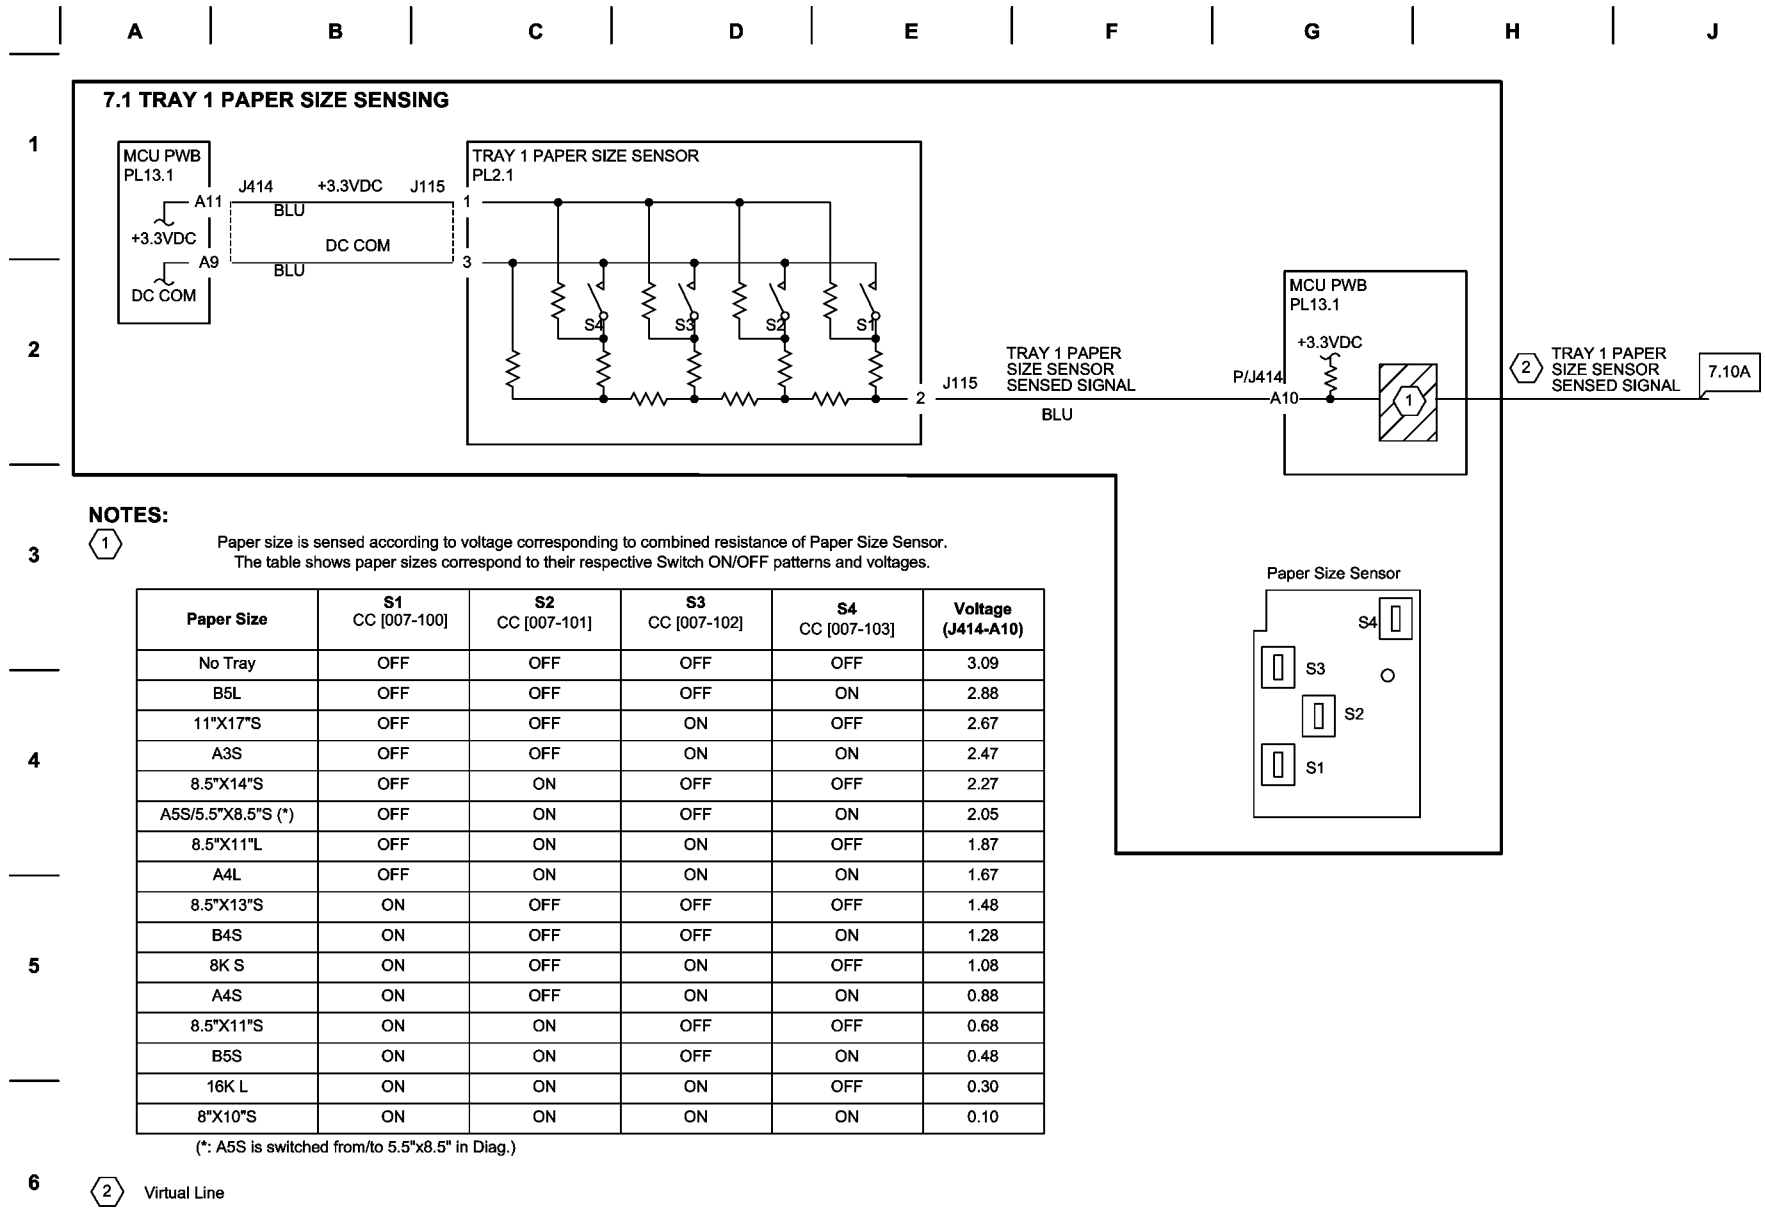 A B C D E F G H J
7.1 TRAY 1 PAPER SIZE SENSING
1
MCU PWB
PL13.1
J414 +3.3VDC J115
A11
BLU
1
+3.3VDC
DC COM
A9
BLU
3
DC COM
TRAY 1 PAPER SIZE SENSOR
PL2.1
S4 S3 S2 S1
2
2
J115
TRAY 1 PAPER
SIZE SENSOR
SENSED SIGNAL
BLU
P/J414
A10
MCU PWB
PL13.1
+3.3VDC
1
2
TRAY 1 PAPER
SIZE SENSOR
SENSED SIGNAL
7.10A
NOTES:
3
1
Paper size is sensed according to voltage corresponding to combined resistance of Paper Size Sensor.
The table shows paper sizes correspond to their respective Switch ON/OFF patterns and voltages.
Paper Size Sensor
S4
S3
S2
S1
Paper Size S1 CC [007-100] S2 CC [007-101] S3 CC [007-102] S4 CC [007-103] Voltage (J414-A10)
No Tray OFF OFF OFF OFF 3.09
B5L OFF OFF OFF ON 2.88
11"X17"S OFF OFF ON OFF 2.67
A3S OFF OFF ON ON 2.47
4
8.5"X14"S OFF ON OFF OFF 2.27
A5S/5.5"X8.5"S (*) OFF ON OFF ON 2.05
8.5"X11"L OFF ON ON OFF 1.87
A4L OFF ON ON ON 1.67
8.5"X13"S ON OFF OFF OFF 1.48
B4S ON OFF OFF ON 1.28
5
8K S ON OFF ON OFF 1.08
A4S ON OFF ON ON 0.88
8.5"X11"S ON ON OFF OFF 0.68
B5S ON ON OFF ON 0.48
16K L ON ON ON OFF 0.30
8"X10"S ON ON ON ON 0.10
(*: A5S is switched from/to 5.5"x8.5" in Diag.)
6
2 Virtual Line